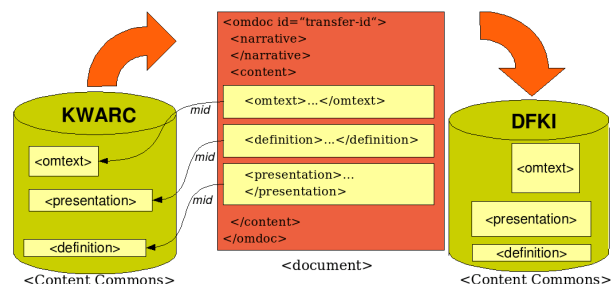 <omdoc id="transfer-id">
<narrative>
</narrative>
<content>
<omtext>...</omtext>
<definition>...</definition>
<presentation>...
</presentation>
</content>
</omdoc>
<document>
KWARC
<omtext>
<presentation>
<definition>
<Content Commons>
mid
mid
mid
DFKI
<omtext>
<presentation>
<definition>
<Content Commons>